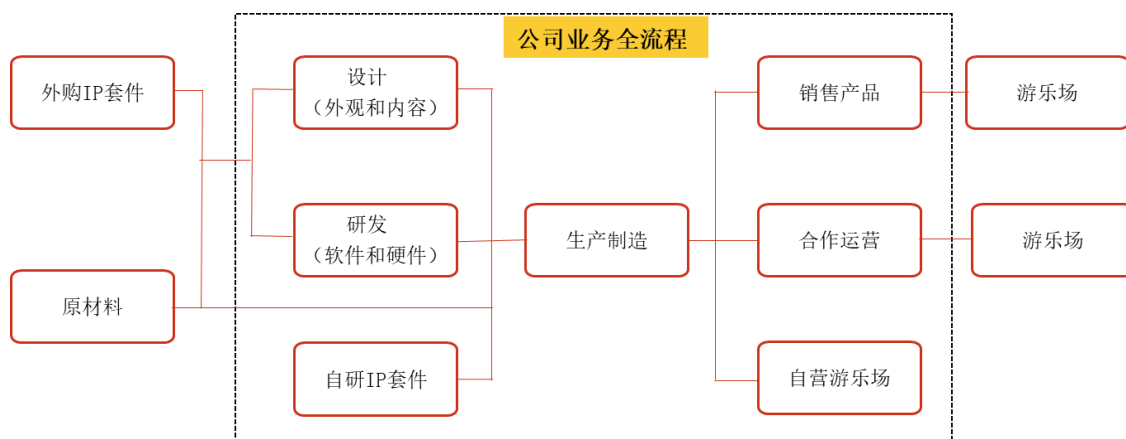 公司业务全流程
外购IP套件
设计
（外观和内容）
销售产品
游乐场
研发
（软件和硬件）
生产制造
合作运营
游乐场
原材料
自研IP套件
自营游乐场